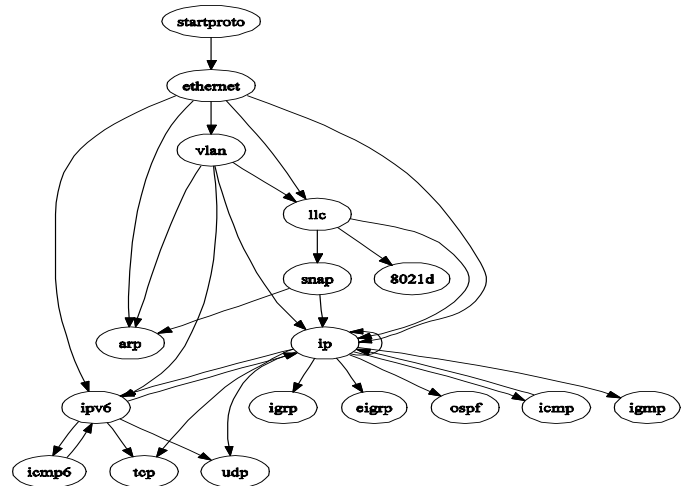 startproto
ethernet
vlan
llc
snap
8021d
arp
ip
ipv6
igrp
eigrp
ospf
icmp
igmp
icmp6
tcp
udp